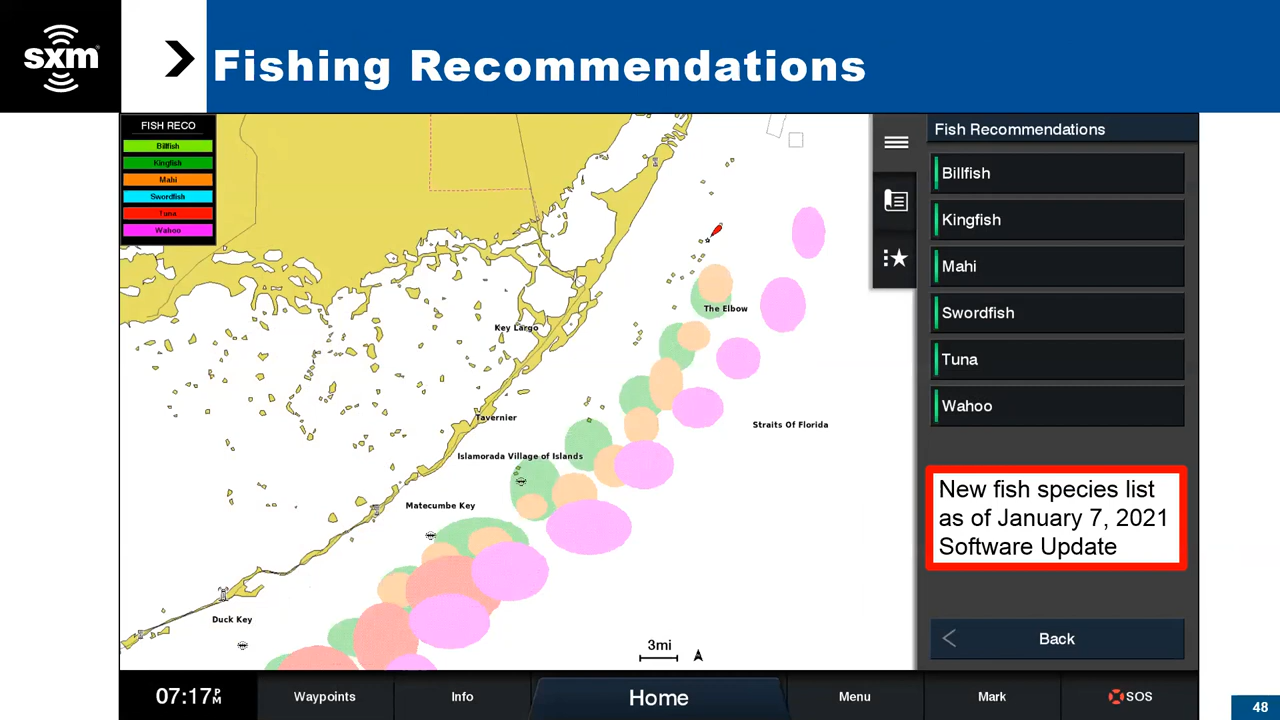 sxm
Fishing Recommendations
FISH RECO
Billfish
Kingfish
Mahi
Swordfish
Tuna
Wahoo
Fish Recommendations
Billfish
Kingfish
Mahi
Swordfish
Tuna
Wahoo
The Elbow
Key Largo
Tavernier
Straits Of Florida
Islamorada Village of Islands
Matecumbe Key
Duck Key
3mi
New fish species list
as of January 7, 2021
Software Update
Back
07:17 PM
Waypoints
Info
Home
Menu
Mark
SOS
48